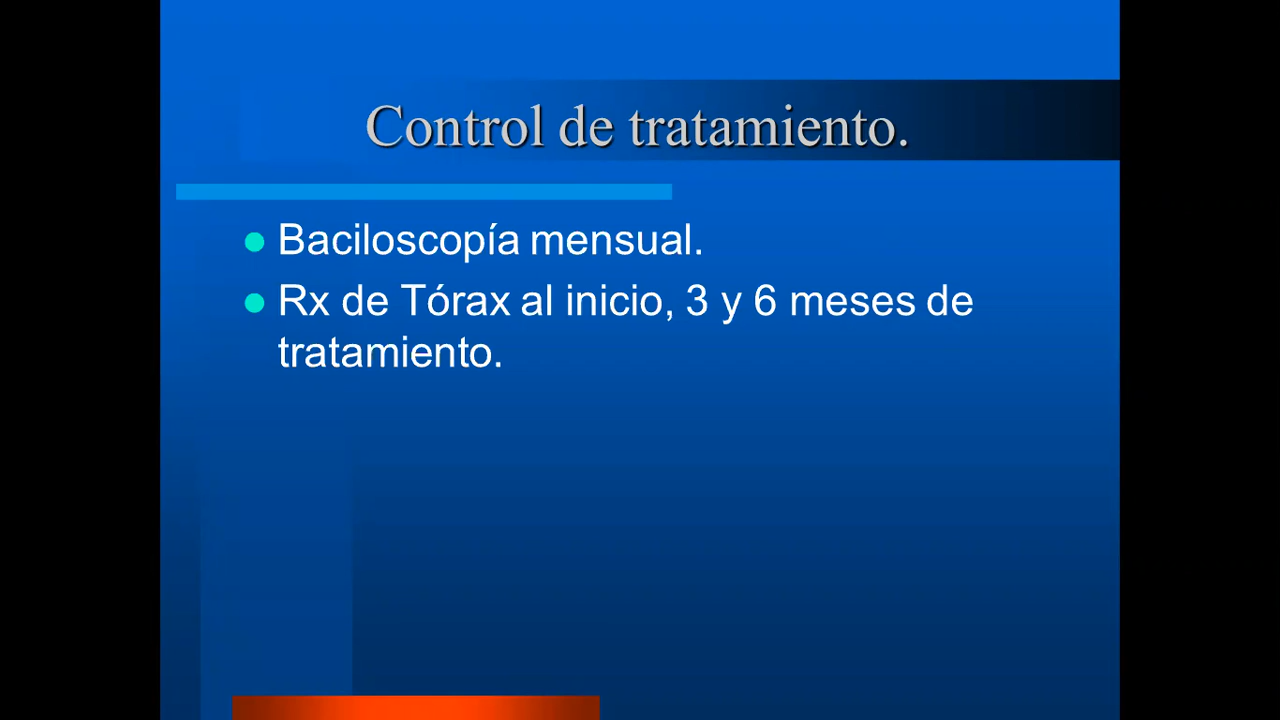 Control de tratamiento.
Baciloscopía mensual.
Rx de Tórax al inicio, 3 y 6 meses de
tratamiento.